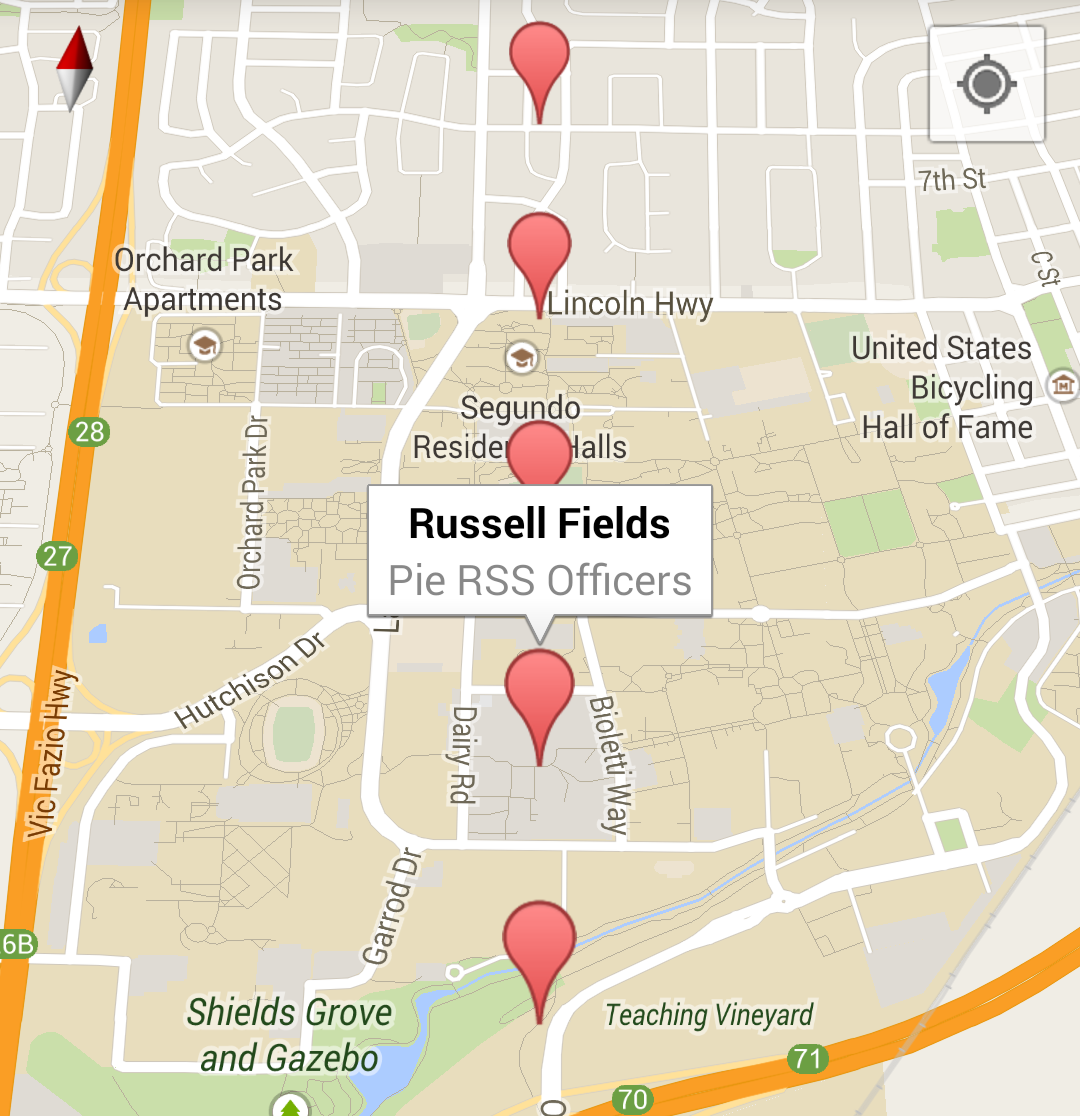 7th St
C St
Orchard Park
Apartments
Lincoln Hwy
United States
Bicycling
Hall of Fame
Segundo
Halls
28
Orchard Park Dr
Russell Fields
Pie RSS Officers
27
Hutchison Dr
Vic Fazio Hwy
Dairy Rd
Bioletti Way
Garrod Dr
6B
Shields Grove
and Gazebo
Teaching Vineyard
71
70